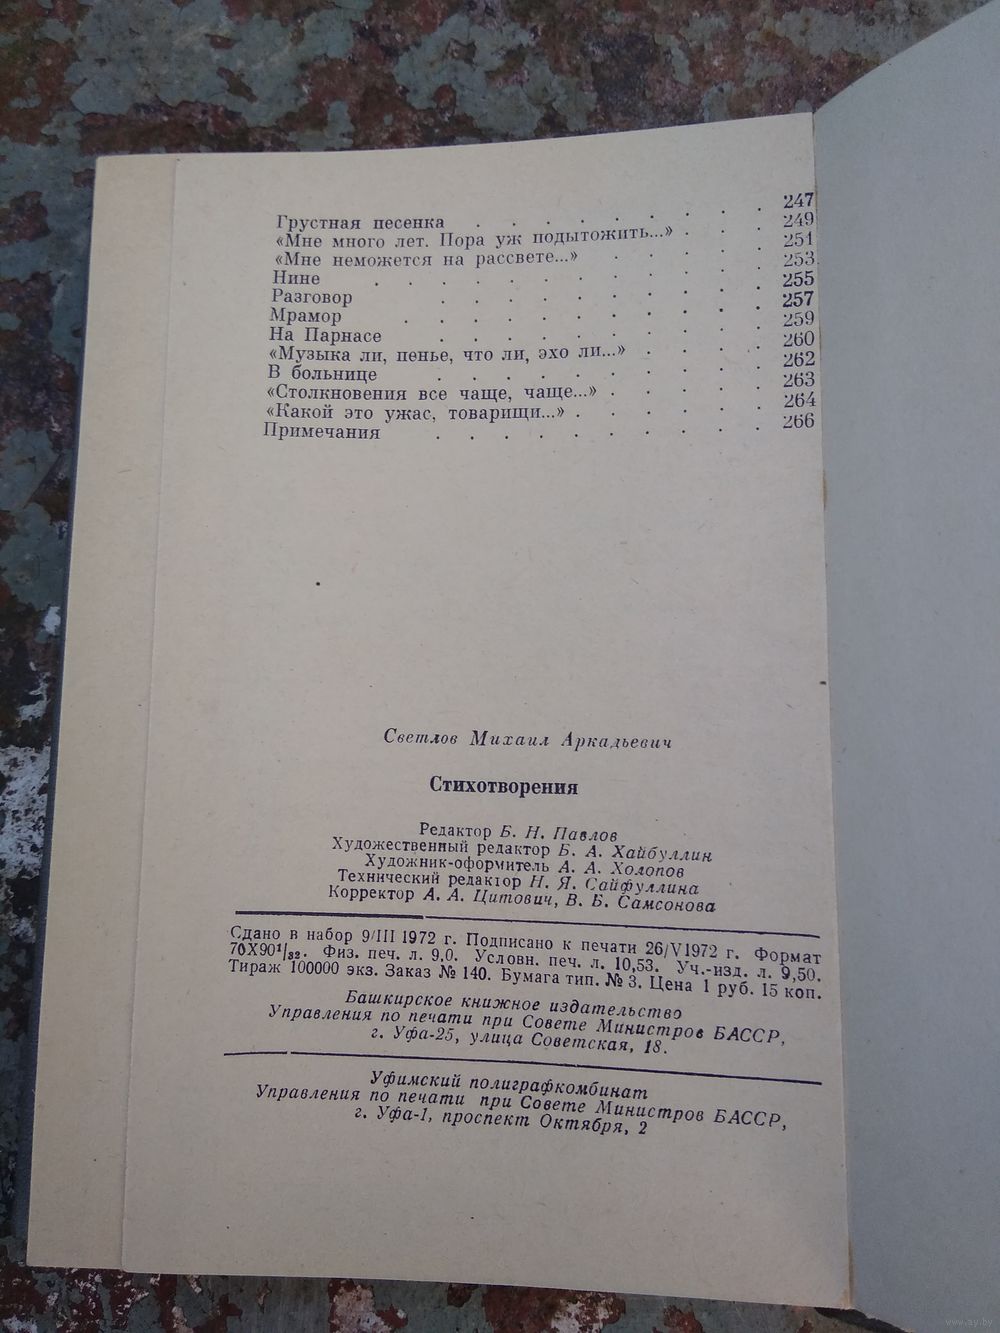 Грустная песенка . . . . . . . . . 247
«Мне много лет. Пора уж подытожить...» . . . 249
«Мне неможется на рассвете...» . . . . . 251
Нине . . . . . . . . . . . . 253
Разговор . . . . . . . . . . 255
Мрамор . . . . . . . . . . . 257
На Парнасе . . . . . . . . . . 259
«Музыка ли, пенье, что ли, эхо ли...» . . . . 260
В больнице . . . . . . . . . . 262
«Столкновения все чаще, чаще...» . . . . . 263
«Какой это ужас, товарищи...» . . . . . . 264
Примечания . . . . . . . . . . 266
Светлов Михаил Аркадьевич
Стихотворения
Редактор Б. Н. Павлов
Художественный редактор Б. А. Хайбуллин
Художник-оформитель А. А. Холопов
Технический редактор Н. Я. Сайфуллина
Корректор А. А. Цитович, В. Б. Самсонова
Сдано в набор 9/III 1972 г. Подписано к печати 26/V1972 г. Формат
70X90¹/₃₂. Физ. печ. л. 9,0. Условн. печ. л. 10,53. Уч.-изд. л. 9,50.
Тираж 100000 экз. Заказ № 140. Бумага тип. № 3. Цена 1 руб. 15 коп.
Башкирское книжное издательство
Управления по печати при Совете Министров БАССР,
г. Уфа-25, улица Советская, 18.
Уфимский полиграфкомбинат
Управления по печати при Совете Министров БАССР,
г. Уфа-1, проспект Октября, 2
www.ay.by